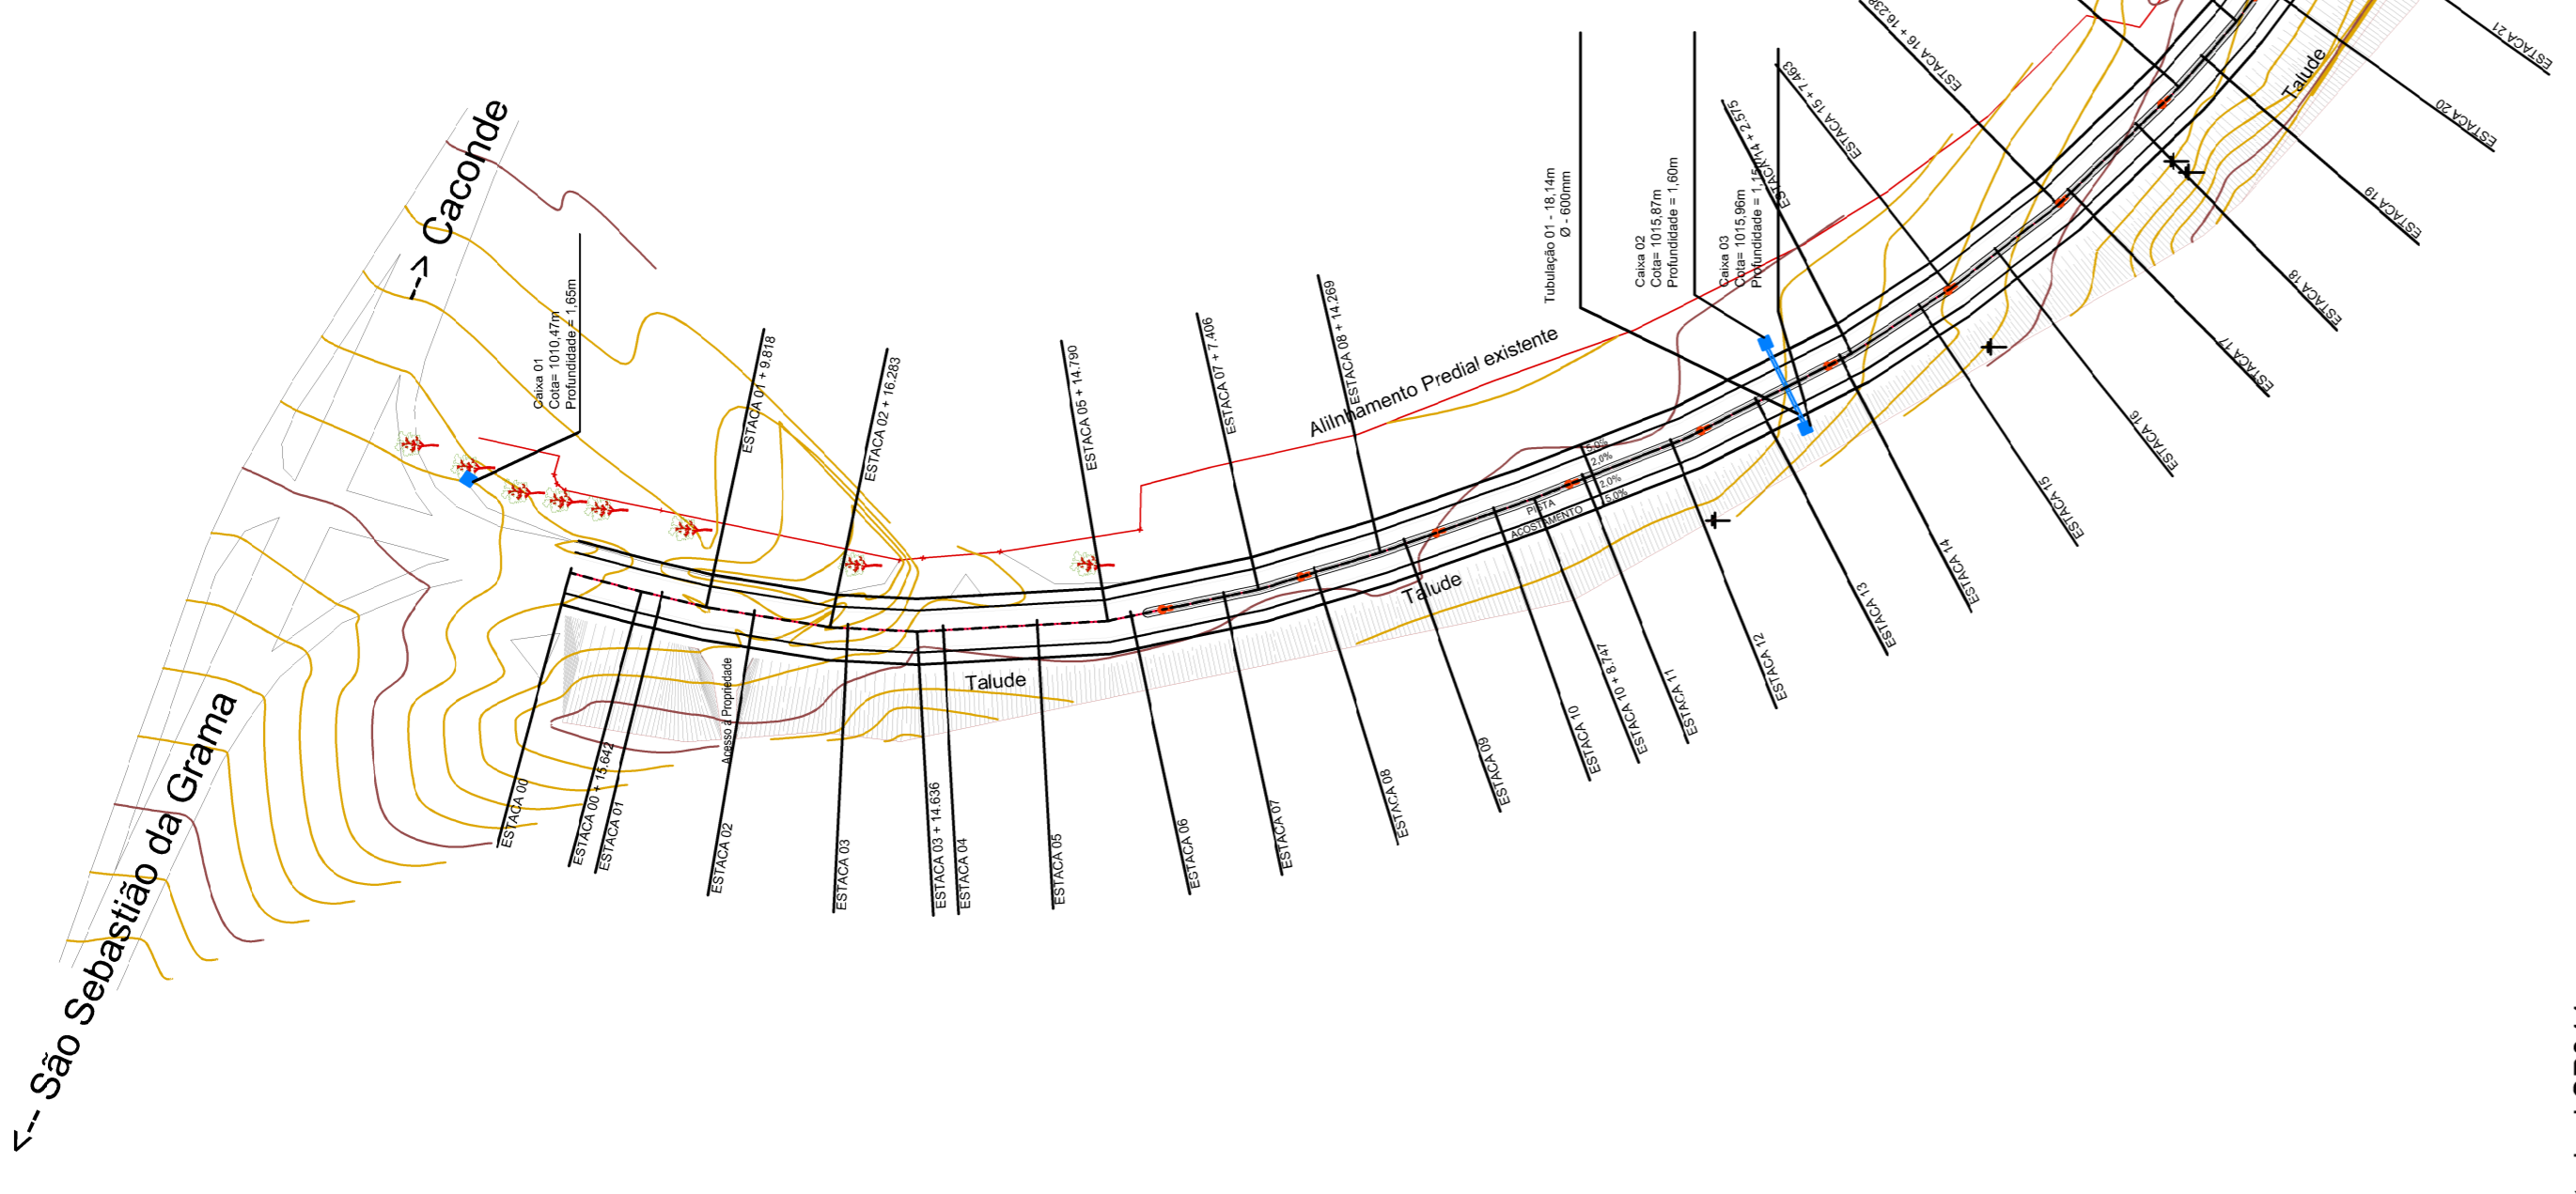 ---> Caconde
<--- São Sebastião da Grama
Caixa 01
Cota= 1010,47m
Profundidade = 1,65m
ESTACA 01 + 9.818
ESTACA 02 + 16.283
ESTACA 05 + 14.790
ESTACA 07 + 7.406
ESTACA 08 + 14.269
Alilnhamento Predial existente
Tubulação 01 - 18,14m
Ø - 600mm
Caixa 02
Cota= 1015,87m
Profundidade = 1,60m
Caixa 03
Cota= 1015,96m
ESTACA 14 + 2.575
ESTACA 15 + 7.463
Talude
5,0%
2,0%
2,0%
5,0%
PISTA
ACOSTAMENTO
Talude
Talude
Acesso a Propriedade
ESTACA 00
ESTACA 00 + 15.642
ESTACA 01
ESTACA 02
ESTACA 03
ESTACA 03 + 14.636
ESTACA 04
ESTACA 05
ESTACA 06
ESTACA 07
ESTACA 08
ESTACA 09
ESTACA 10
ESTACA 10 + 8.747
ESTACA 11
ESTACA 12
ESTACA 13
ESTACA 14
ESTACA 15
ESTACA 16
ESTACA 17
ESTACA 18
ESTACA 19
ESTACA 20
ESTACA 21